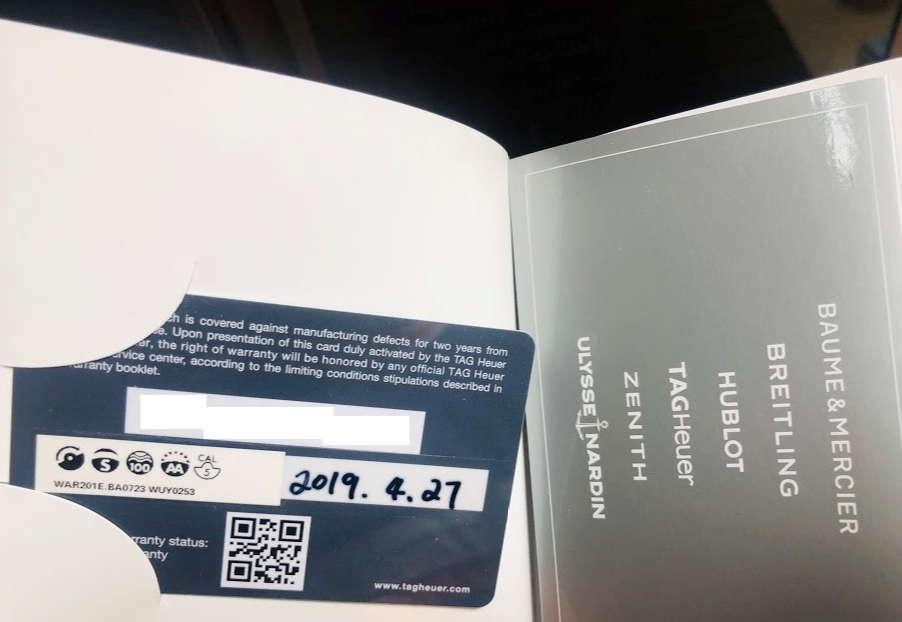 ch is covered against manufacturing defects for two years from
e. Upon presentation of this card duly activated by the TAG Heuer
er, the right of warranty will be honored by any official TAG Heuer
rvice center, according to the limiting conditions stipulations described in
rranty booklet.
S
100
AA
CAL.
5
WAR201E.BA0723 WUY0253
2019. 4. 27
ranty status:
anty
www.tagheuer.com
BAUME & MERCIER
BREITLING
HUBLOT
TAGHeuer
ZENITH
ULYSSE NARDIN